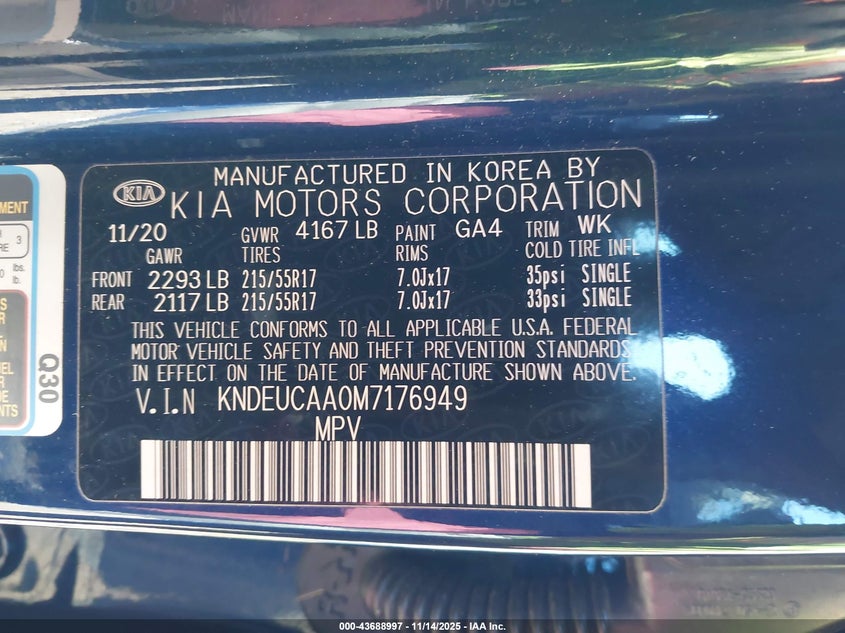 MANUFACTURED IN KOREA BY
KIA KIA MOTORS CORPORATION
11/20 GVWR 4167 LB PAINT GA4 TRIM WK
GAWR TIRES RIMS COLD TIRE INFL
FRONT 2293 LB 215/55R17 7.0Jx17 35psi SINGLE
REAR 2117 LB 215/55R17 7.0Jx17 33psi SINGLE
THIS VEHICLE CONFORMS TO ALL APPLICABLE U.S.A. FEDERAL
MOTOR VEHICLE SAFETY AND THEFT PREVENTION STANDARDS
IN EFFECT ON THE DATE OF MANUFACTURE SHOWN ABOVE.
V.I.N KNDEUCAA0M7176949
MPV
Q30
000-43688997 - 11/14/2025 - IAA Inc.